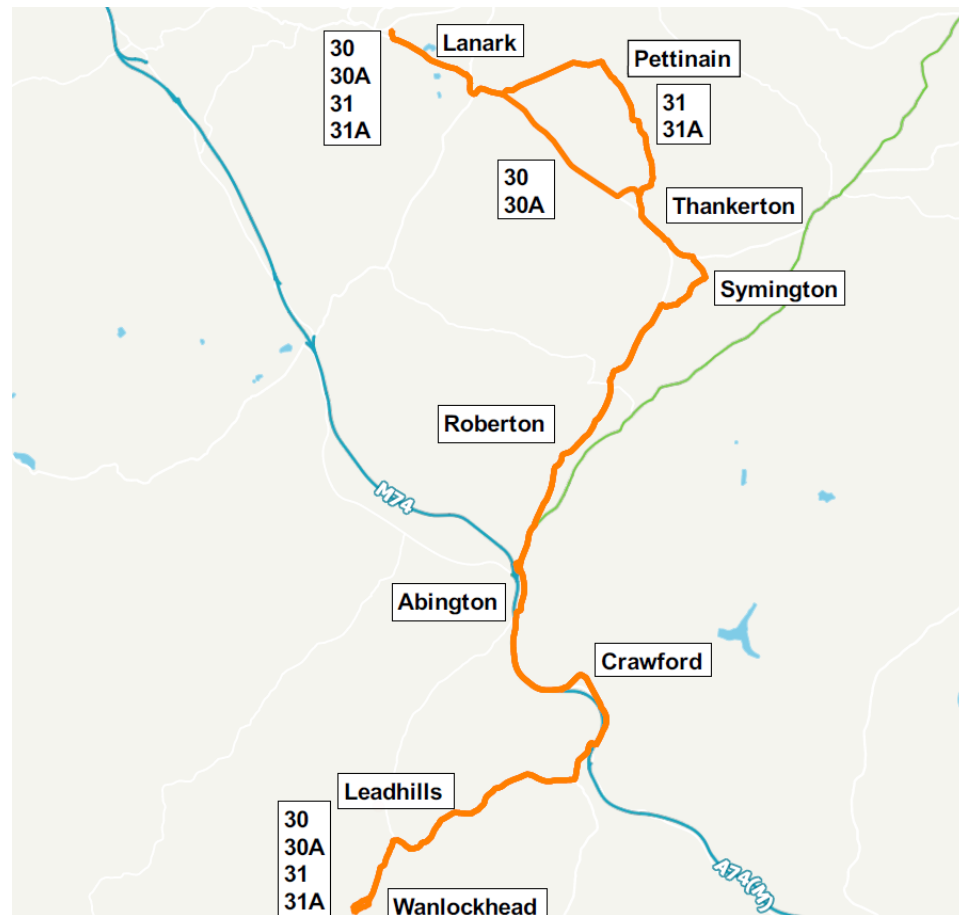 Lanark
30
30A
31
31A
Pettinain
31
31A
30
30A
Thankerton
Symington
Roberton
M74
Abington
Crawford
Leadhills
30
30A
31
31A
Wanlockhead
A74(M)